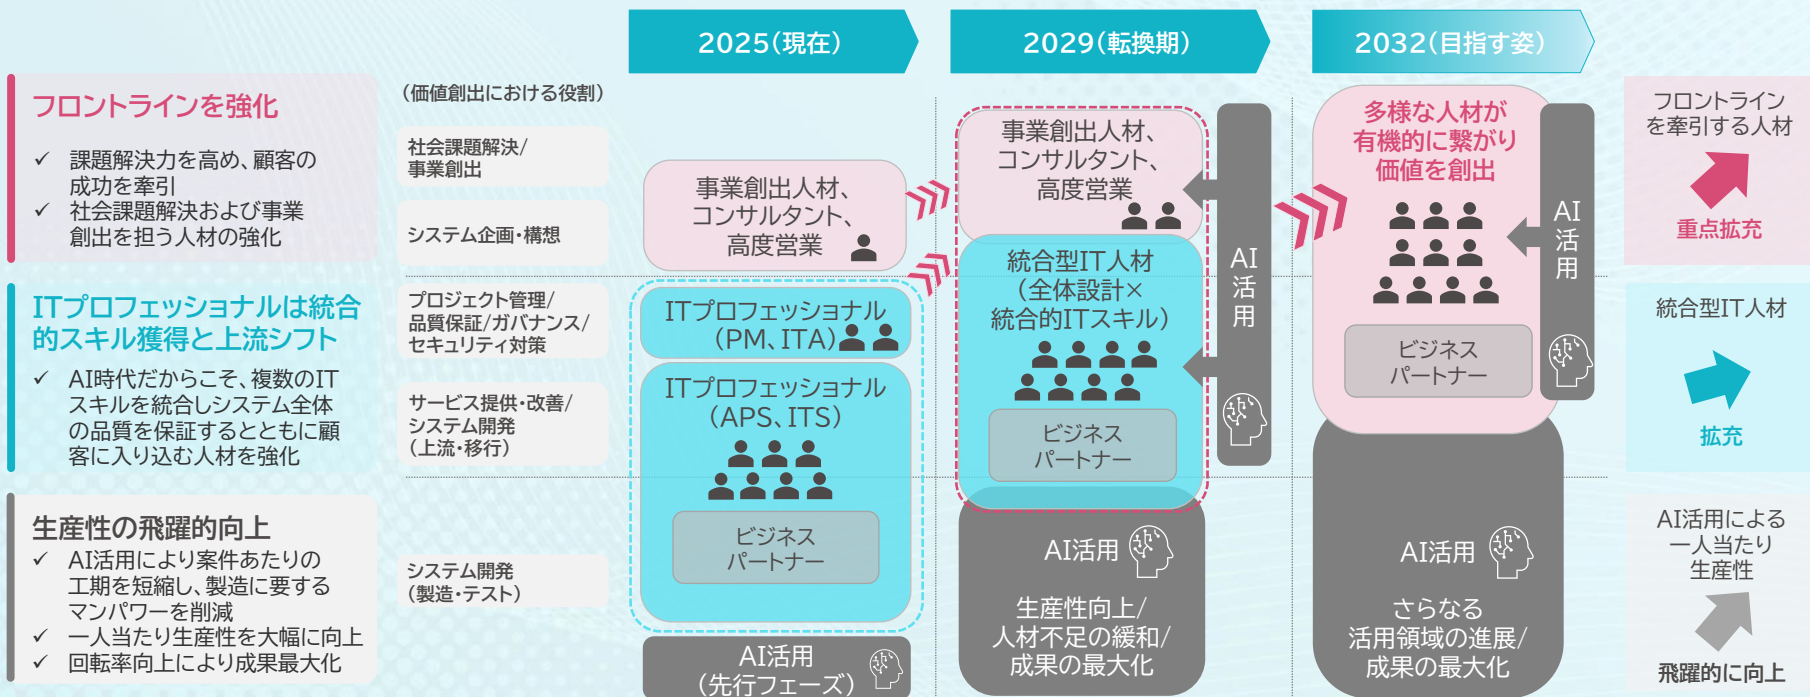 2025(現在)
2029(転換期)
2032(目指す姿)
フロントラインを強化
✓ 課題解決力を高め、顧客の
成功を牽引
✓ 社会課題解決および事業
創出を担う人材の強化
ITプロフェッショナルは統合
的スキル獲得と上流シフト
✓ AI時代だからこそ、複数のIT
スキルを統合しシステム全体
の品質を保証するとともに顧
客に入り込む人材を強化
生産性の飛躍的向上
✓ AI活用により案件あたりの
工期を短縮し、製造に要する
マンパワーを削減
✓ 一人当たり生産性を大幅に向上
✓ 回転率向上により成果最大化
(価値創出における役割)
社会課題解決/
事業創出
システム企画・構想
プロジェクト管理/
品質保証/ガバナンス/
セキュリティ対策
サービス提供・改善/
システム開発
(上流・移行)
システム開発
(製造・テスト)
事業創出人材、
コンサルタント、
高度営業
ITプロフェッショナル
(PM、ITA)
ITプロフェッショナル
(APS、ITS)
ビジネス
パートナー
AI活用
(先行フェーズ)
事業創出人材、
コンサルタント、
高度営業
統合型IT人材
(全体設計×
統合的ITスキル)
ビジネス
パートナー
AI活用
生産性向上/
人材不足の緩和/
成果の最大化
AI
活
用
多様な人材が
有機的に繋がり
価値を創出
ビジネス
パートナー
AI
活
用
AI活用
さらなる
活用領域の進展/
成果の最大化
フロントライン
を牽引する人材
重点拡充
統合型IT人材
拡充
AI活用による
一人当たり
生産性
飛躍的に向上